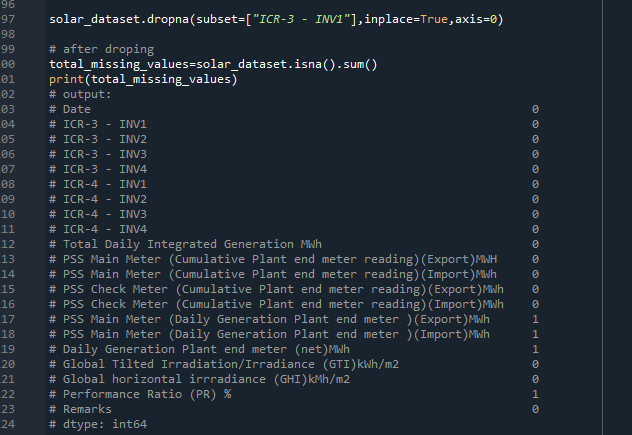 96
97 solar_dataset.dropna(subset=["ICR-3 - INV1"],inplace=True,axis=0)
98
99 # after droping
00 total_missing_values=solar_dataset.isna().sum()
01 print(total_missing_values)
02 # output:
03 # Date 0
04 # ICR-3 - INV1 0
05 # ICR-3 - INV2 0
06 # ICR-3 - INV3 0
07 # ICR-3 - INV4 0
08 # ICR-4 - INV1 0
09 # ICR-4 - INV2 0
10 # ICR-4 - INV3 0
11 # ICR-4 - INV4 0
12 # Total Daily Integrated Generation MWh 0
13 # PSS Main Meter (Cumulative Plant end meter reading)(Export)MWH 0
14 # PSS Main Meter (Cumulative Plant end meter reading)(Import)MWh 0
15 # PSS Check Meter (Cumulative Plant end meter reading)(Export)MWh 0
16 # PSS Check Meter (Cumulative Plant end meter reading)(Import)MWh 0
17 # PSS Main Meter (Daily Generation Plant end meter )(Export)MWh 1
18 # PSS Main Meter (Daily Generation Plant end meter )(Import)MWh 1
19 # Daily Generation Plant end meter (net)MWh 1
20 # Global Tilted Irradiation/Irradiance (GTI)kWh/m2 0
21 # Global horizontal irrradiance (GHI)kMh/m2 0
22 # Performance Ratio (PR) % 1
23 # Remarks 0
24 # dtype: int64